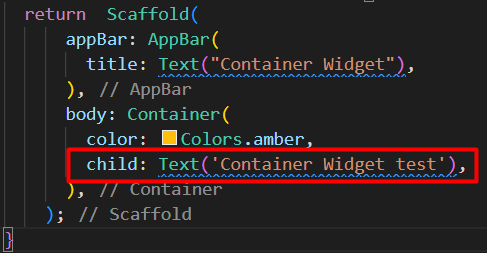 return  Scaffold(
appBar: AppBar(
title: Text("Container Widget"),
), // AppBar
body: Container(
color: Colors.amber,
child: Text('Container Widget test'),
), // Container
); // Scaffold
}